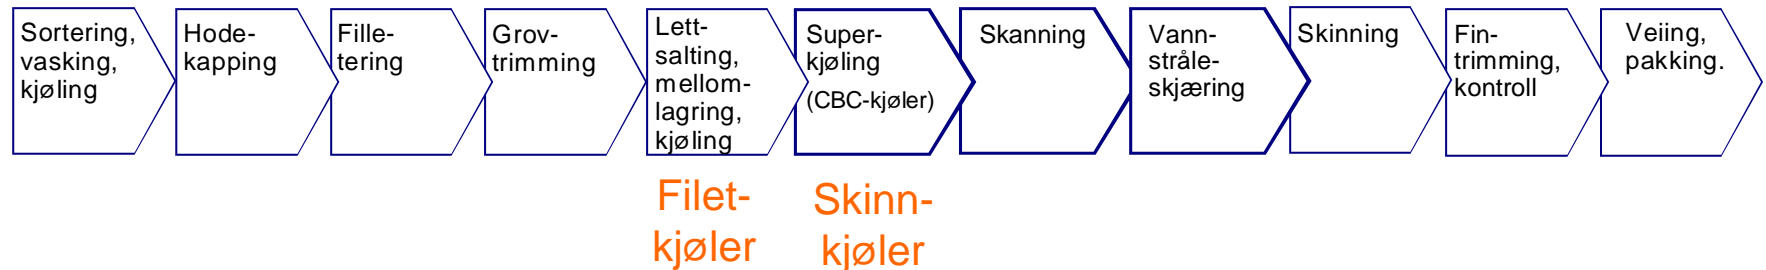 Sortering,
vasking,
kjøling
Hode-
kapping
Fille-
tering
Grov-
trimming
Lett-
salting,
mellom-
lagring,
kjøling
Super-
kjøling
(CBC-kjøler)
Skanning
Vann-
stråle-
skjæring
Skinning
Fin-
trimming,
kontroll
Veiing,
pakking.
Filet-
kjøler
Skinn-
kjøler